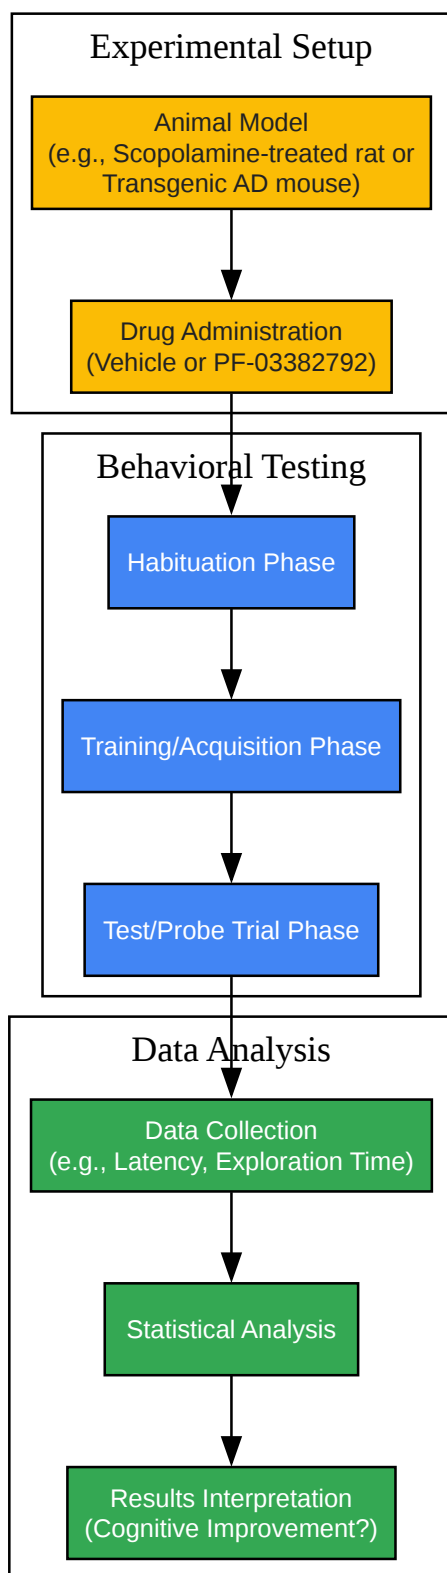 Experimental Setup
Animal Model
(e.g., Scopolamine-treated rat or
Transgenic AD mouse)
Drug Administration
(Vehicle or PF-03382792)
Behavioral Testing
Habituation Phase
Training/Acquisition Phase
Test/Probe Trial Phase
Data Analysis
Data Collection
(e.g., Latency, Exploration Time)
Statistical Analysis
Results Interpretation
(Cognitive Improvement?)